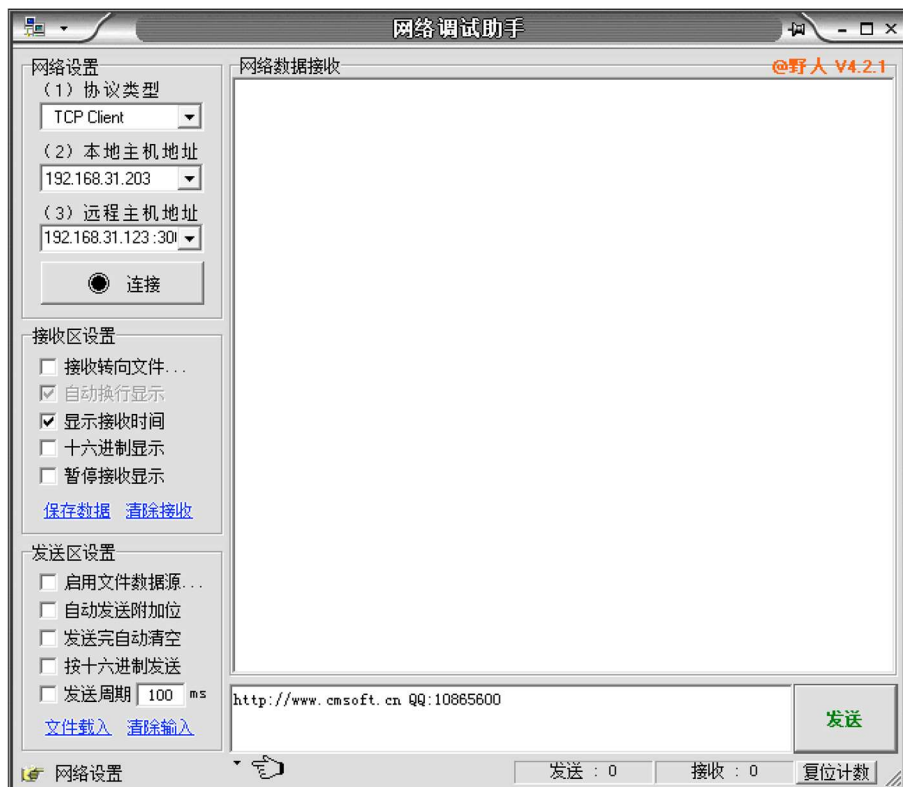 网络调试助手
网络设置
(1) 协议类型
TCP Client
(2) 本地主机地址
192.168.31.203
(3) 远程主机地址
192.168.31.123 :30
连接
接收区设置
接收转向文件...
自动换行显示
显示接收时间
十六进制显示
暂停接收显示
保存数据 清除接收
发送区设置
启用文件数据源...
自动发送附加位
发送完自动清空
按十六进制发送
发送周期 100 ms
文件载入 清除输入
网络数据接收
@野人 V4.2.1
http://www.cmsoft.cn QQ:10865600
发送
网络设置
发送 : 0
接收 : 0
复位计数